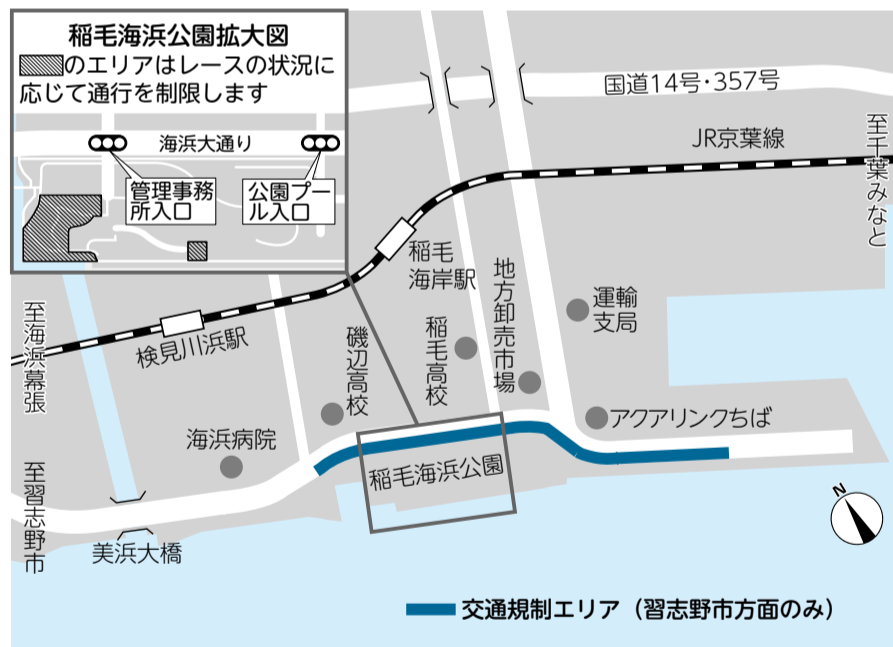 稲毛海浜公園拡大図
のエリアはレースの状況に
応じて通行を制限します
海浜大通り
管理事務
所入口
公園プー
ル入口
国道14号・357号
JR京葉線
至千葉みなと
稲毛
海岸駅
地方卸売市場
運輸
支局
至海浜幕張
検見川浜駅
磯辺高校
稲毛高校
海浜病院
アクアリンクちば
稲毛海浜公園
至習志野市
美浜大橋
N
交通規制エリア（習志野市方面のみ）